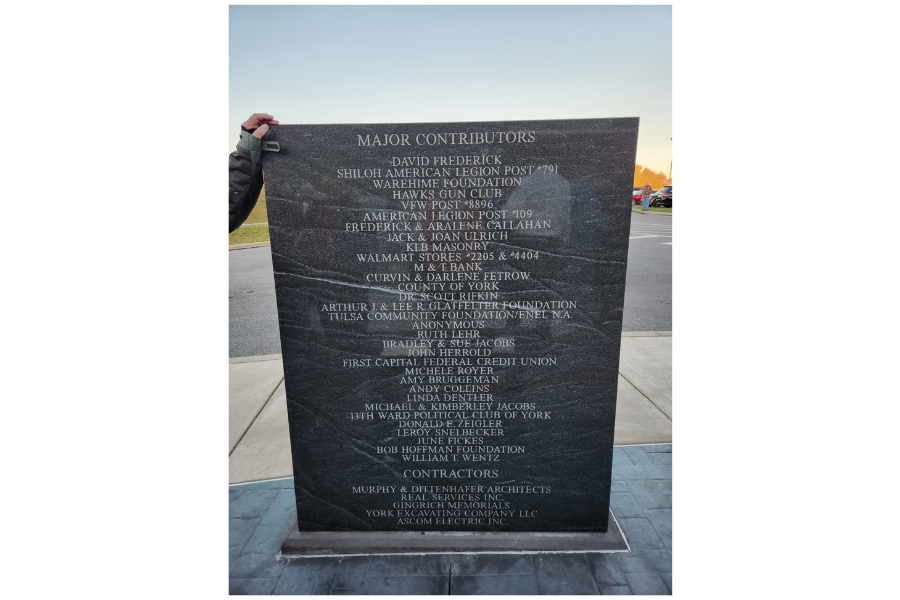 MAJOR CONTRIBUTORS
DAVID FREDERICK
SHILOH AMERICAN LEGION POST #791
WAREHIME FOUNDATION
HAWKS GUN CLUB
VFW POST #8896
AMERICAN LEGION POST #109
FREDERICK & ARALENE CALLAHAN
JACK & JOAN ULRICH
KLB MASONRY
WALMART STORES #2205 & #4404
M & T BANK
CURVIN & DARLENE FETROW
COUNTY OF YORK
DR. SCOTT RIFKIN
ARTHUR J. & LEE R. GLATFELTER FOUNDATION
TULSA COMMUNITY FOUNDATION/ENEL N.A.
ANONYMOUS
RUTH LEHR
BRADLEY & SUE JACOBS
JOHN HERROLD
FIRST CAPITAL FEDERAL CREDIT UNION
MICHELE ROYER
AMY BRUGGEMAN
ANDY COLLINS
LINDA DENTLER
MICHAEL & KIMBERLEY JACOBS
13TH WARD POLITICAL CLUB OF YORK
DONALD E. ZEIGLER
LEROY SNELBECKER
JUNE FICKES
BOB HOFFMAN FOUNDATION
WILLIAM T. WENTZ
CONTRACTORS
MURPHY & DITTENHAFER ARCHITECTS
REAL SERVICES INC.
GINGRICH MEMORIALS
YORK EXCAVATING COMPANY LLC
ASCOM ELECTRIC INC.